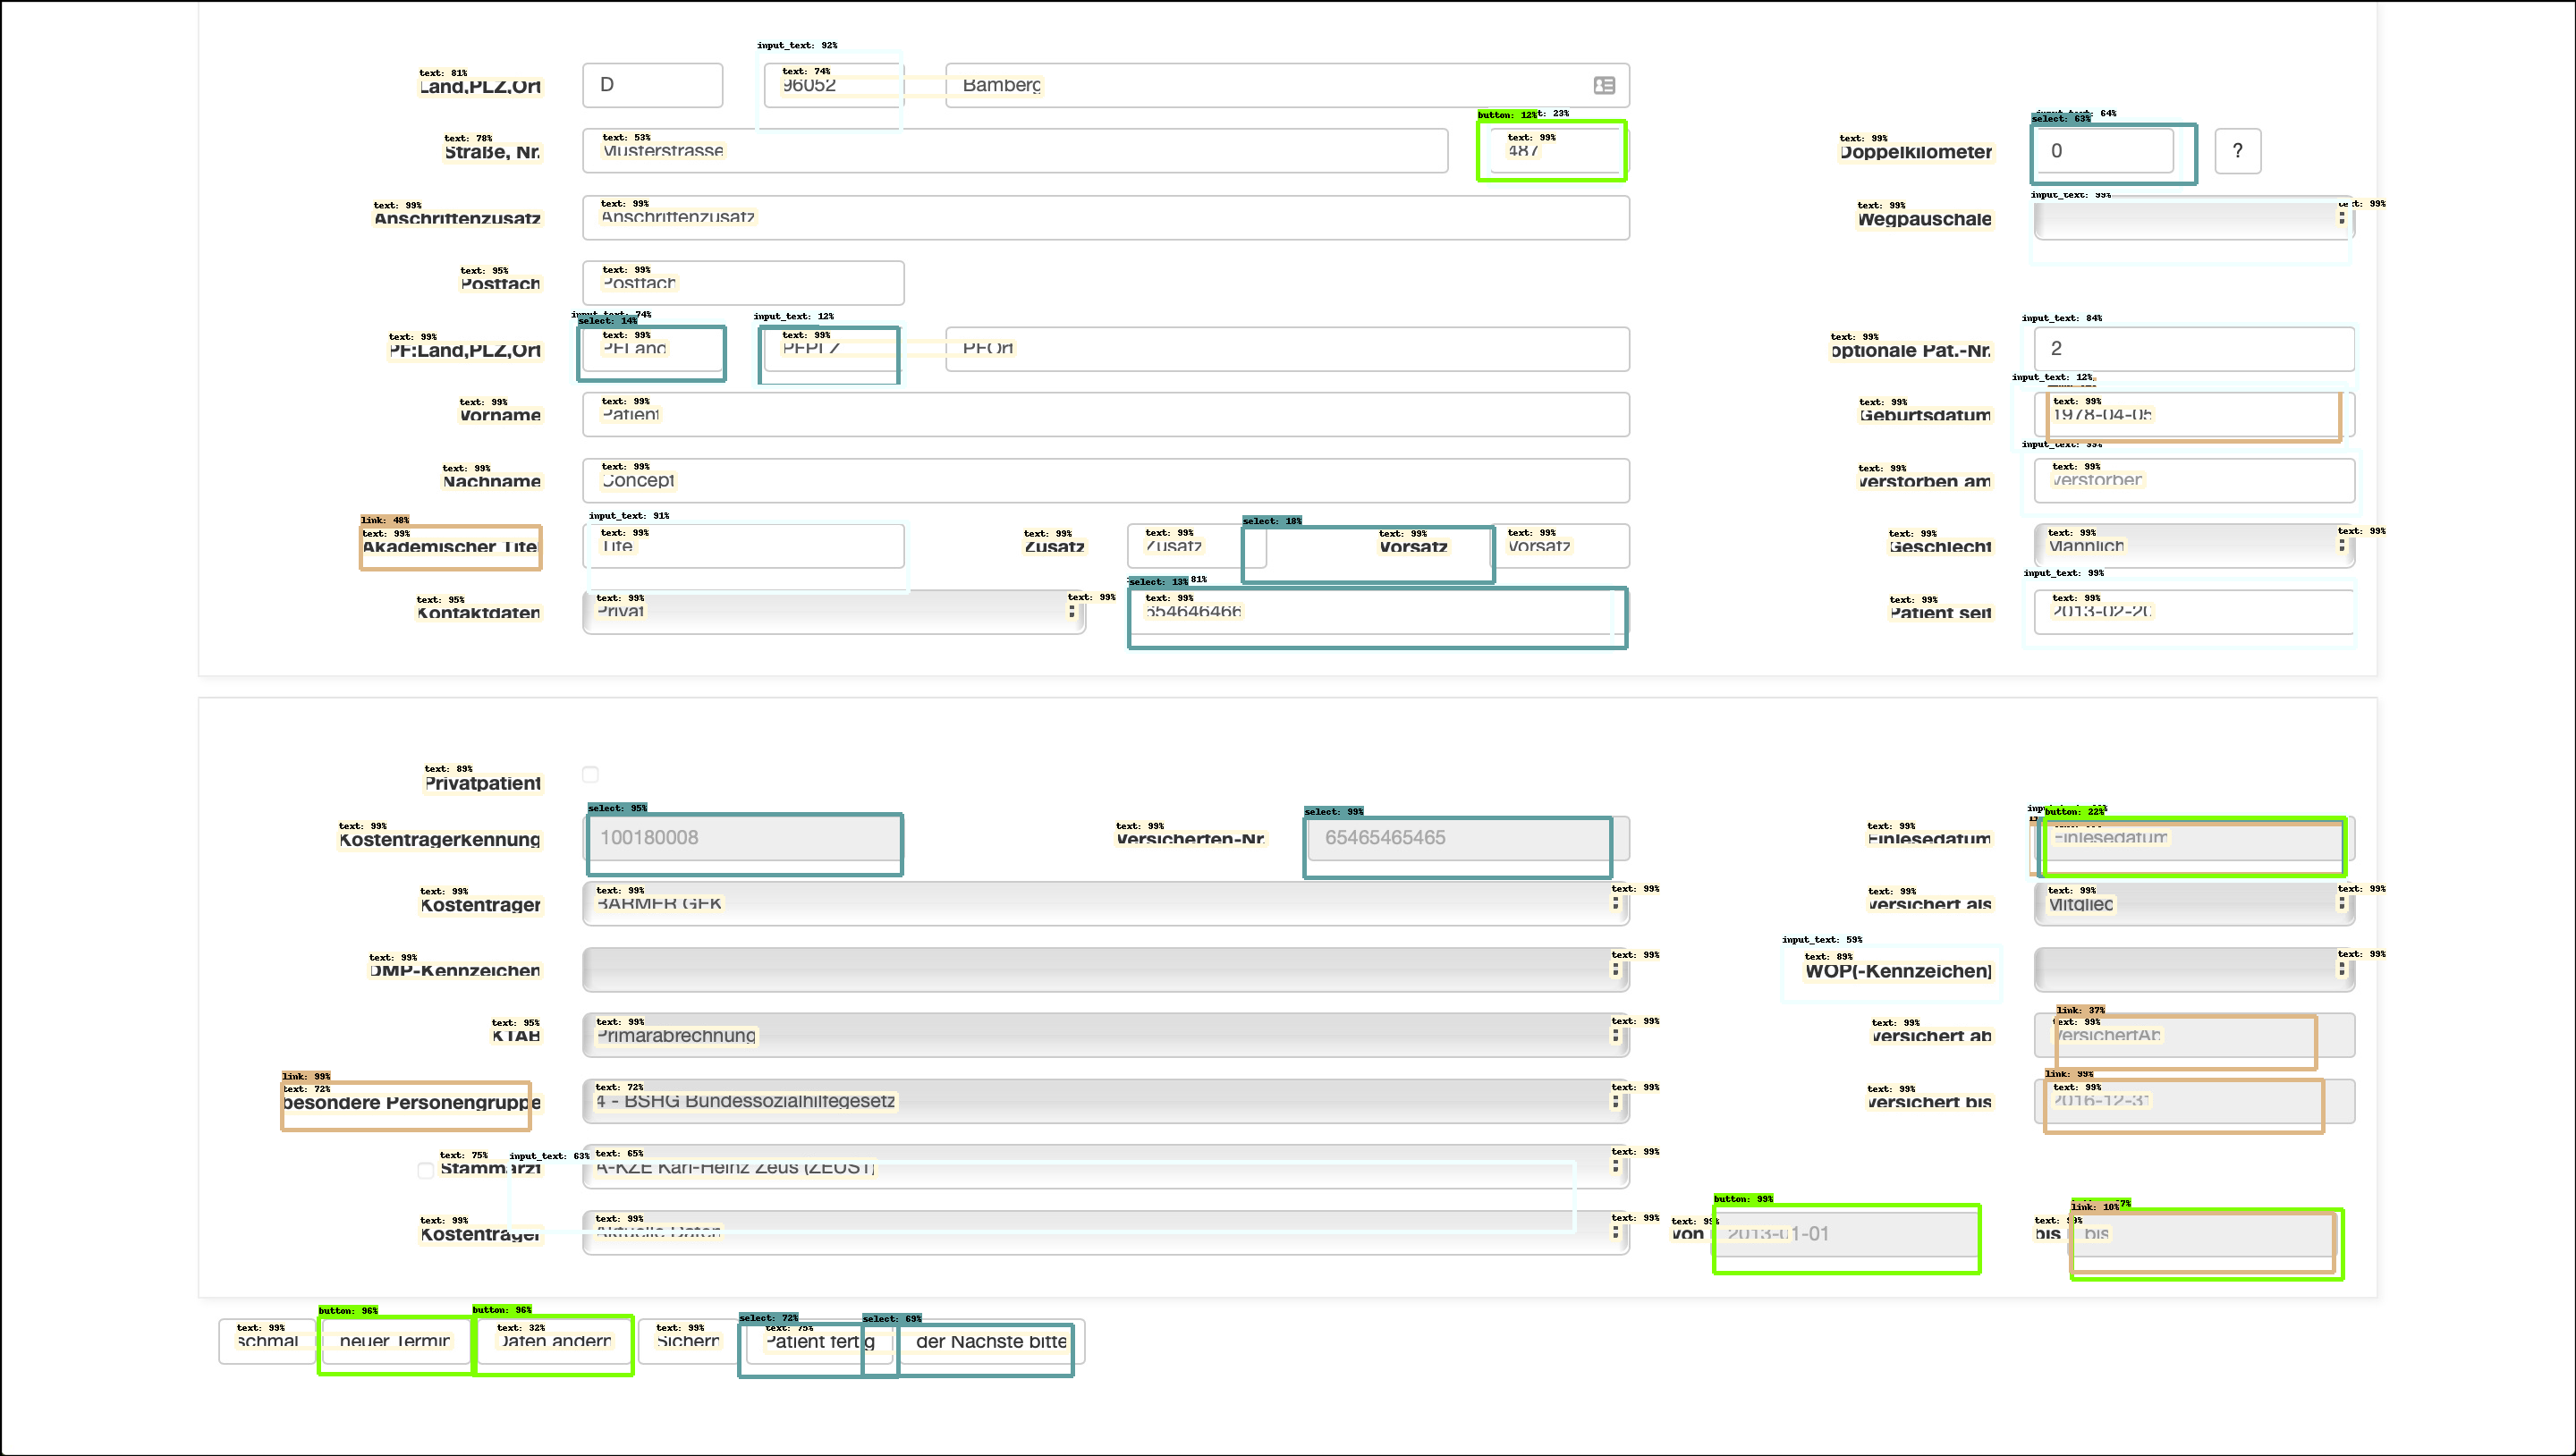 input_text: 92%
text: 81% text: 74%
Land,PLZ,Ort D 96052 Bamberg
button: 12% t: 23% input_text: 64%
select: 63%
text: 78% text: 53% text: 99% text: 99%
Straße, Nr. Musterstrasse 487 Doppelkilometer 0 ?
input_text: 99%
text: 99% text: 99% text: 99% text: 99%
Anschriftenzusatz Anschriftenzusatz Wegpauschale
text: 95% text: 99%
Postfach Postfach
input_text: 74% input_text: 12% input_text: 84%
select: 14%
text: 99% text: 99% text: 99% text: 99%
PF:Land,PLZ,Ort PFLand PFPLZ PFOrt optionale Pat.-Nr. 2
input_text: 12%
text: 99% text: 99% text: 99% text: 99%
Vorname Patient Geburtsdatum 1978-04-05
input_text: 99%
text: 99% text: 99% text: 99% text: 99%
Nachname Concept verstorben am verstorben
link: 48% input_text: 91% select: 18%
text: 99% text: 99% text: 99% text: 99% text: 99% text: 99% text: 99% text: 99%
Akademischer Titel Titel Zusatz Zusatz Vorsatz Vorsatz Geschlecht Männlich
select: 13% 81% input_text: 99%
text: 95% text: 99% text: 99% text: 99% text: 99% text: 99%
Kontaktdaten Privat 554646466 Patient seit 2013-02-20
text: 89%
Privatpatient
select: 95% select: 99% button: 22%
text: 99% text: 99% text: 99%
Kostenträgerkennung 100180008 Versicherten-Nr. 65465465465 Einlesedatum Einlesedatum
text: 99% text: 99% text: 99% text: 99% text: 99% text: 99%
Kostenträger BARMER GEK versichert als Mitglied
input_text: 59%
text: 99% text: 99% text: 89% text: 99%
DMP-Kennzeichen WOP(-Kennzeichen)
link: 37%
text: 95% text: 99% text: 99% text: 99% text: 99%
KTAB Primärabrechnung versichert ab VersichertAb
link: 99% link: 99%
text: 72% text: 72% text: 99% text: 99% text: 99%
besondere Personengruppe 4 - BSHG Bundessozialhilfegesetz versichert bis 2016-12-31
text: 75% input_text: 63% text: 65% text: 99%
Stammarzt A-KZE Karl-Heinz Zeus (ZEUS1)
button: 99% link: 10% 7%
text: 99% text: 99% text: 99% text: 99% text: 99%
Kostenträger Aktuelle Daten von 2013-01-01 bis bis
button: 96% button: 96% select: 72% select: 69%
text: 99% text: 32% text: 99% text: 75%
schmal neuer Termin Daten ändern Sichern Patient fertig der Nächste bitte